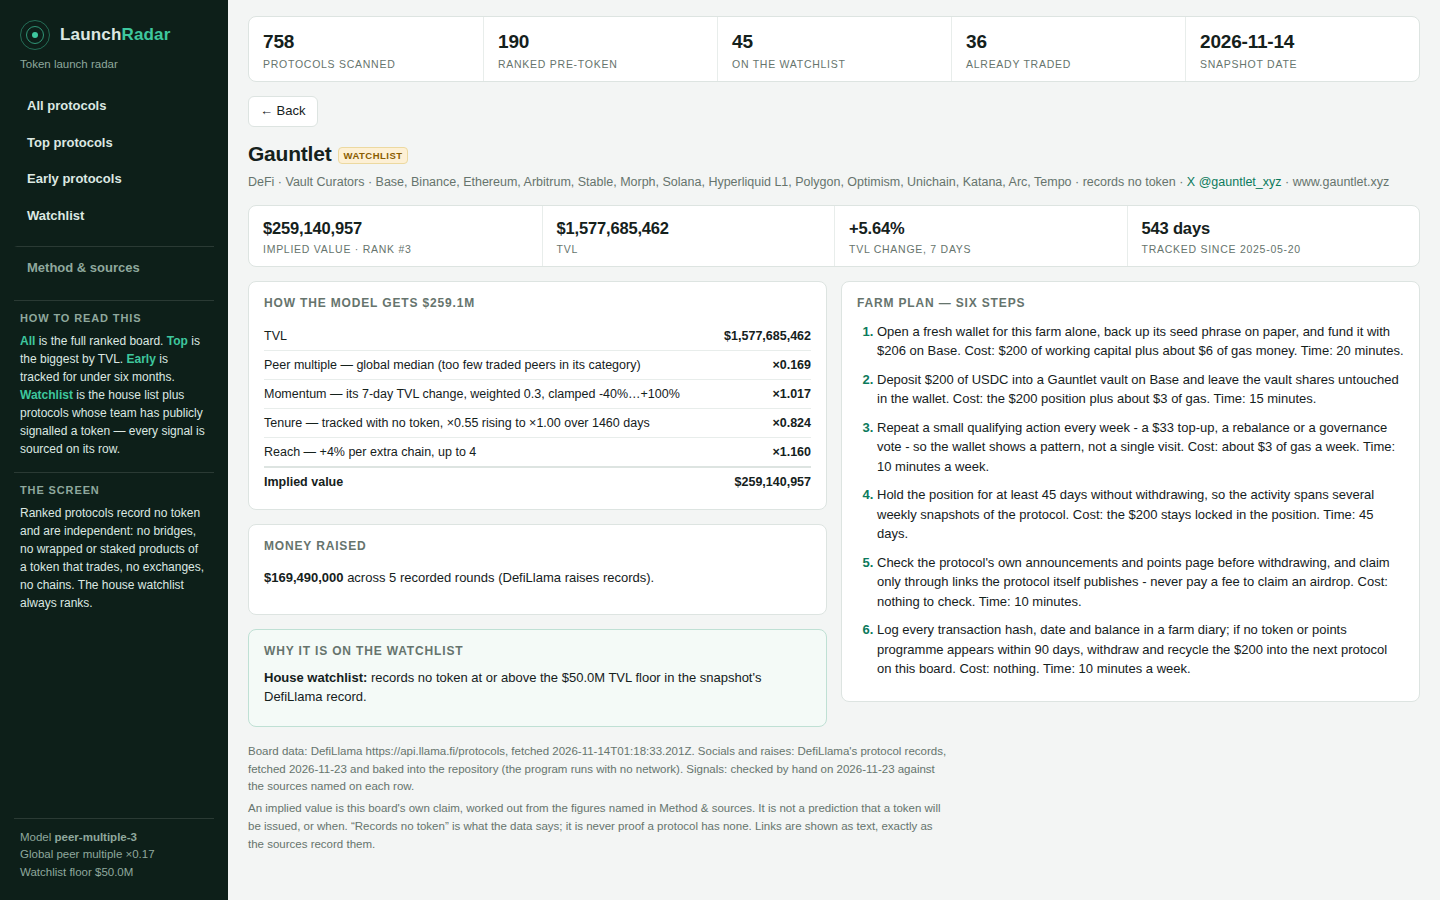 LaunchRadar
Token launch radar
All protocols
Top protocols
Early protocols
Watchlist
Method & sources
HOW TO READ THIS
All is the full ranked board. Top is
the biggest by TVL. Early is
tracked for under six months.
Watchlist is the house list plus
protocols whose team has publicly
signalled a token — every signal is
sourced on its row.
THE SCREEN
Ranked protocols record no token
and are independent: no bridges,
no wrapped or staked products of
a token that trades, no exchanges,
no chains. The house watchlist
always ranks.
Model peer-multiple-3
Global peer multiple ×0.17
Watchlist floor $50.0M
758
PROTOCOLS SCANNED
190
RANKED PRE-TOKEN
45
ON THE WATCHLIST
36
ALREADY TRADED
2026-11-14
SNAPSHOT DATE
← Back
Gauntlet WATCHLIST
DeFi · Vault Curators · Base, Binance, Ethereum, Arbitrum, Stable, Morph, Solana, Hyperliquid L1, Polygon, Optimism, Unichain, Katana, Arc, Tempo · records no token · X @gauntlet_xyz · www.gauntlet.xyz
$259,140,957
IMPLIED VALUE · RANK #3
$1,577,685,462
TVL
+5.64%
TVL CHANGE, 7 DAYS
543 days
TRACKED SINCE 2025-05-20
HOW THE MODEL GETS $259.1M
TVL $1,577,685,462
Peer multiple — global median (too few traded peers in its category) ×0.169
Momentum — its 7-day TVL change, weighted 0.3, clamped -40%…+100% ×1.017
Tenure — tracked with no token, ×0.55 rising to ×1.00 over 1460 days ×0.824
Reach — +4% per extra chain, up to 4 ×1.160
Implied value $259,140,957
MONEY RAISED
$169,490,000 across 5 recorded rounds (DefiLlama raises records).
WHY IT IS ON THE WATCHLIST
House watchlist: records no token at or above the $50.0M TVL floor in the snapshot's
DefiLlama record.
FARM PLAN — SIX STEPS
1. Open a fresh wallet for this farm alone, back up its seed phrase on paper, and fund it with
$206 on Base. Cost: $200 of working capital plus about $6 of gas money. Time: 20 minutes.
2. Deposit $200 of USDC into a Gauntlet vault on Base and leave the vault shares untouched
in the wallet. Cost: the $200 position plus about $3 of gas. Time: 15 minutes.
3. Repeat a small qualifying action every week - a $33 top-up, a rebalance or a governance
vote - so the wallet shows a pattern, not a single visit. Cost: about $3 of gas a week. Time:
10 minutes a week.
4. Hold the position for at least 45 days without withdrawing, so the activity spans several
weekly snapshots of the protocol. Cost: the $200 stays locked in the position. Time: 45
days.
5. Check the protocol's own announcements and points page before withdrawing, and claim
only through links the protocol itself publishes - never pay a fee to claim an airdrop. Cost:
nothing to check. Time: 10 minutes.
6. Log every transaction hash, date and balance in a farm diary; if no token or points
programme appears within 90 days, withdraw and recycle the $200 into the next protocol
on this board. Cost: nothing. Time: 10 minutes a week.
Board data: DefiLlama https://api.llama.fi/protocols, fetched 2026-11-14T01:18:33.201Z. Socials and raises: DefiLlama's protocol records,
fetched 2026-11-23 and baked into the repository (the program runs with no network). Signals: checked by hand on 2026-11-23 against
the sources named on each row.
An implied value is this board's own claim, worked out from the figures named in Method & sources. It is not a prediction that a token will
be issued, or when. “Records no token” is what the data says; it is never proof a protocol has none. Links are shown as text, exactly as
the sources record them.